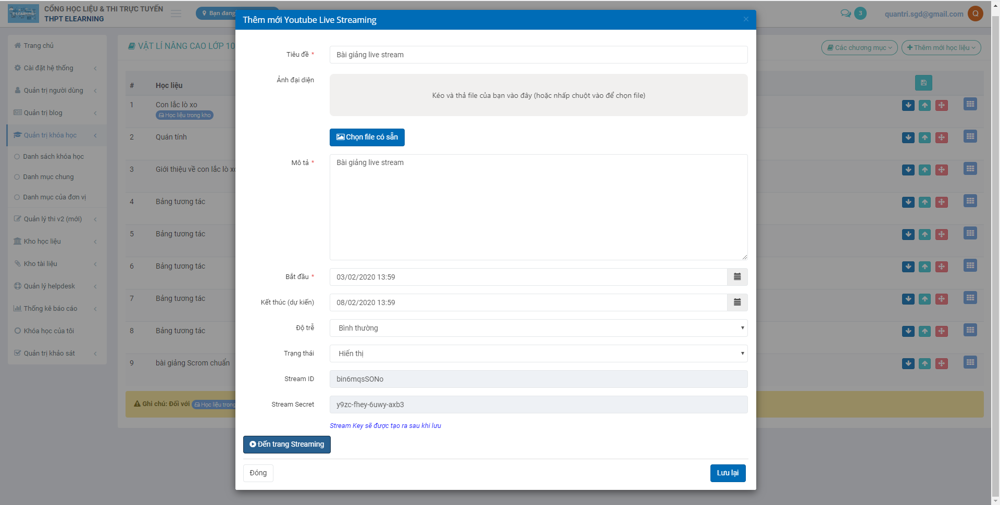 CỔNG HỌC LIỆU & THI TRỰC TUYẾN
THPT ELEARNING
Bạn đang
3
quantri.sgd@gmail.com
Q
Thêm mới Youtube Live Streaming
×
Trang chủ
Cài đặt hệ thống
Quản trị người dùng
Quản trị blog
Quản trị khóa học
Danh sách khóa học
Danh mục chung
Danh mục của đơn vị
Quản lý thi v2 (mới)
Kho học liệu
Kho tài liệu
Quản lý helpdesk
Thống kê báo cáo
Khóa học của tôi
Quản trị khảo sát
VẬT LÍ NÂNG CAO LỚP 10
Các chương mục
Thêm mới học liệu
# Học liệu
1 Con lắc lò xo
Học liệu trong kho
2 Quán tính
3 Giới thiệu về con lắc lò xo
4 Bảng tương tác
5 Bảng tương tác
6 Bảng tương tác
7 Bảng tương tác
8 Bảng tương tác
9 bài giảng Scrom chuẩn
Ghi chú: Đối với Học liệu trong
Tiêu đề * Bài giảng live stream
Ảnh đại diện
Kéo và thả file của bạn vào đây (hoặc nhấp chuột vào để chọn file)
Chọn file có sẵn
Mô tả * Bài giảng live stream
Bắt đầu * 03/02/2020 13:59
Kết thúc (dự kiến) 08/02/2020 13:59
Độ trễ Bình thường
Trạng thái Hiển thị
Stream ID bin6mqsSONo
Stream Secret y9zc-fhey-6uwy-axb3
Stream Key sẽ được tạo ra sau khi lưu
Đến trang Streaming
Đóng
Lưu lại